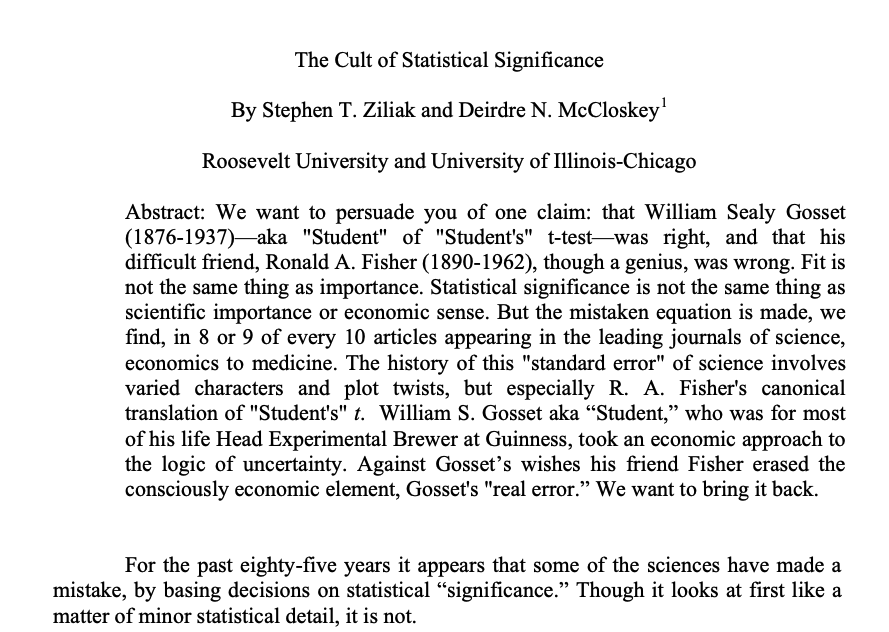 The Cult of Statistical Significance
By Stephen T. Ziliak and Deirdre N. McCloskey1
Roosevelt University and University of Illinois-Chicago
Abstract: We want to persuade you of one claim: that William Sealy Gosset
(1876-1937)—aka "Student" of "Student's" t-test—was right, and that his
difficult friend, Ronald A. Fisher (1890-1962), though a genius, was wrong. Fit is
not the same thing as importance. Statistical significance is not the same thing as
scientific importance or economic sense. But the mistaken equation is made, we
find, in 8 or 9 of every 10 articles appearing in the leading journals of science,
economics to medicine. The history of this "standard error" of science involves
varied characters and plot twists, but especially R. A. Fisher's canonical
translation of "Student's" t. William S. Gosset aka “Student,” who was for most
of his life Head Experimental Brewer at Guinness, took an economic approach to
the logic of uncertainty. Against Gosset’s wishes his friend Fisher erased the
consciously economic element, Gosset's "real error.” We want to bring it back.
For the past eighty-five years it appears that some of the sciences have made a
mistake, by basing decisions on statistical “significance.” Though it looks at first like a
matter of minor statistical detail, it is not.